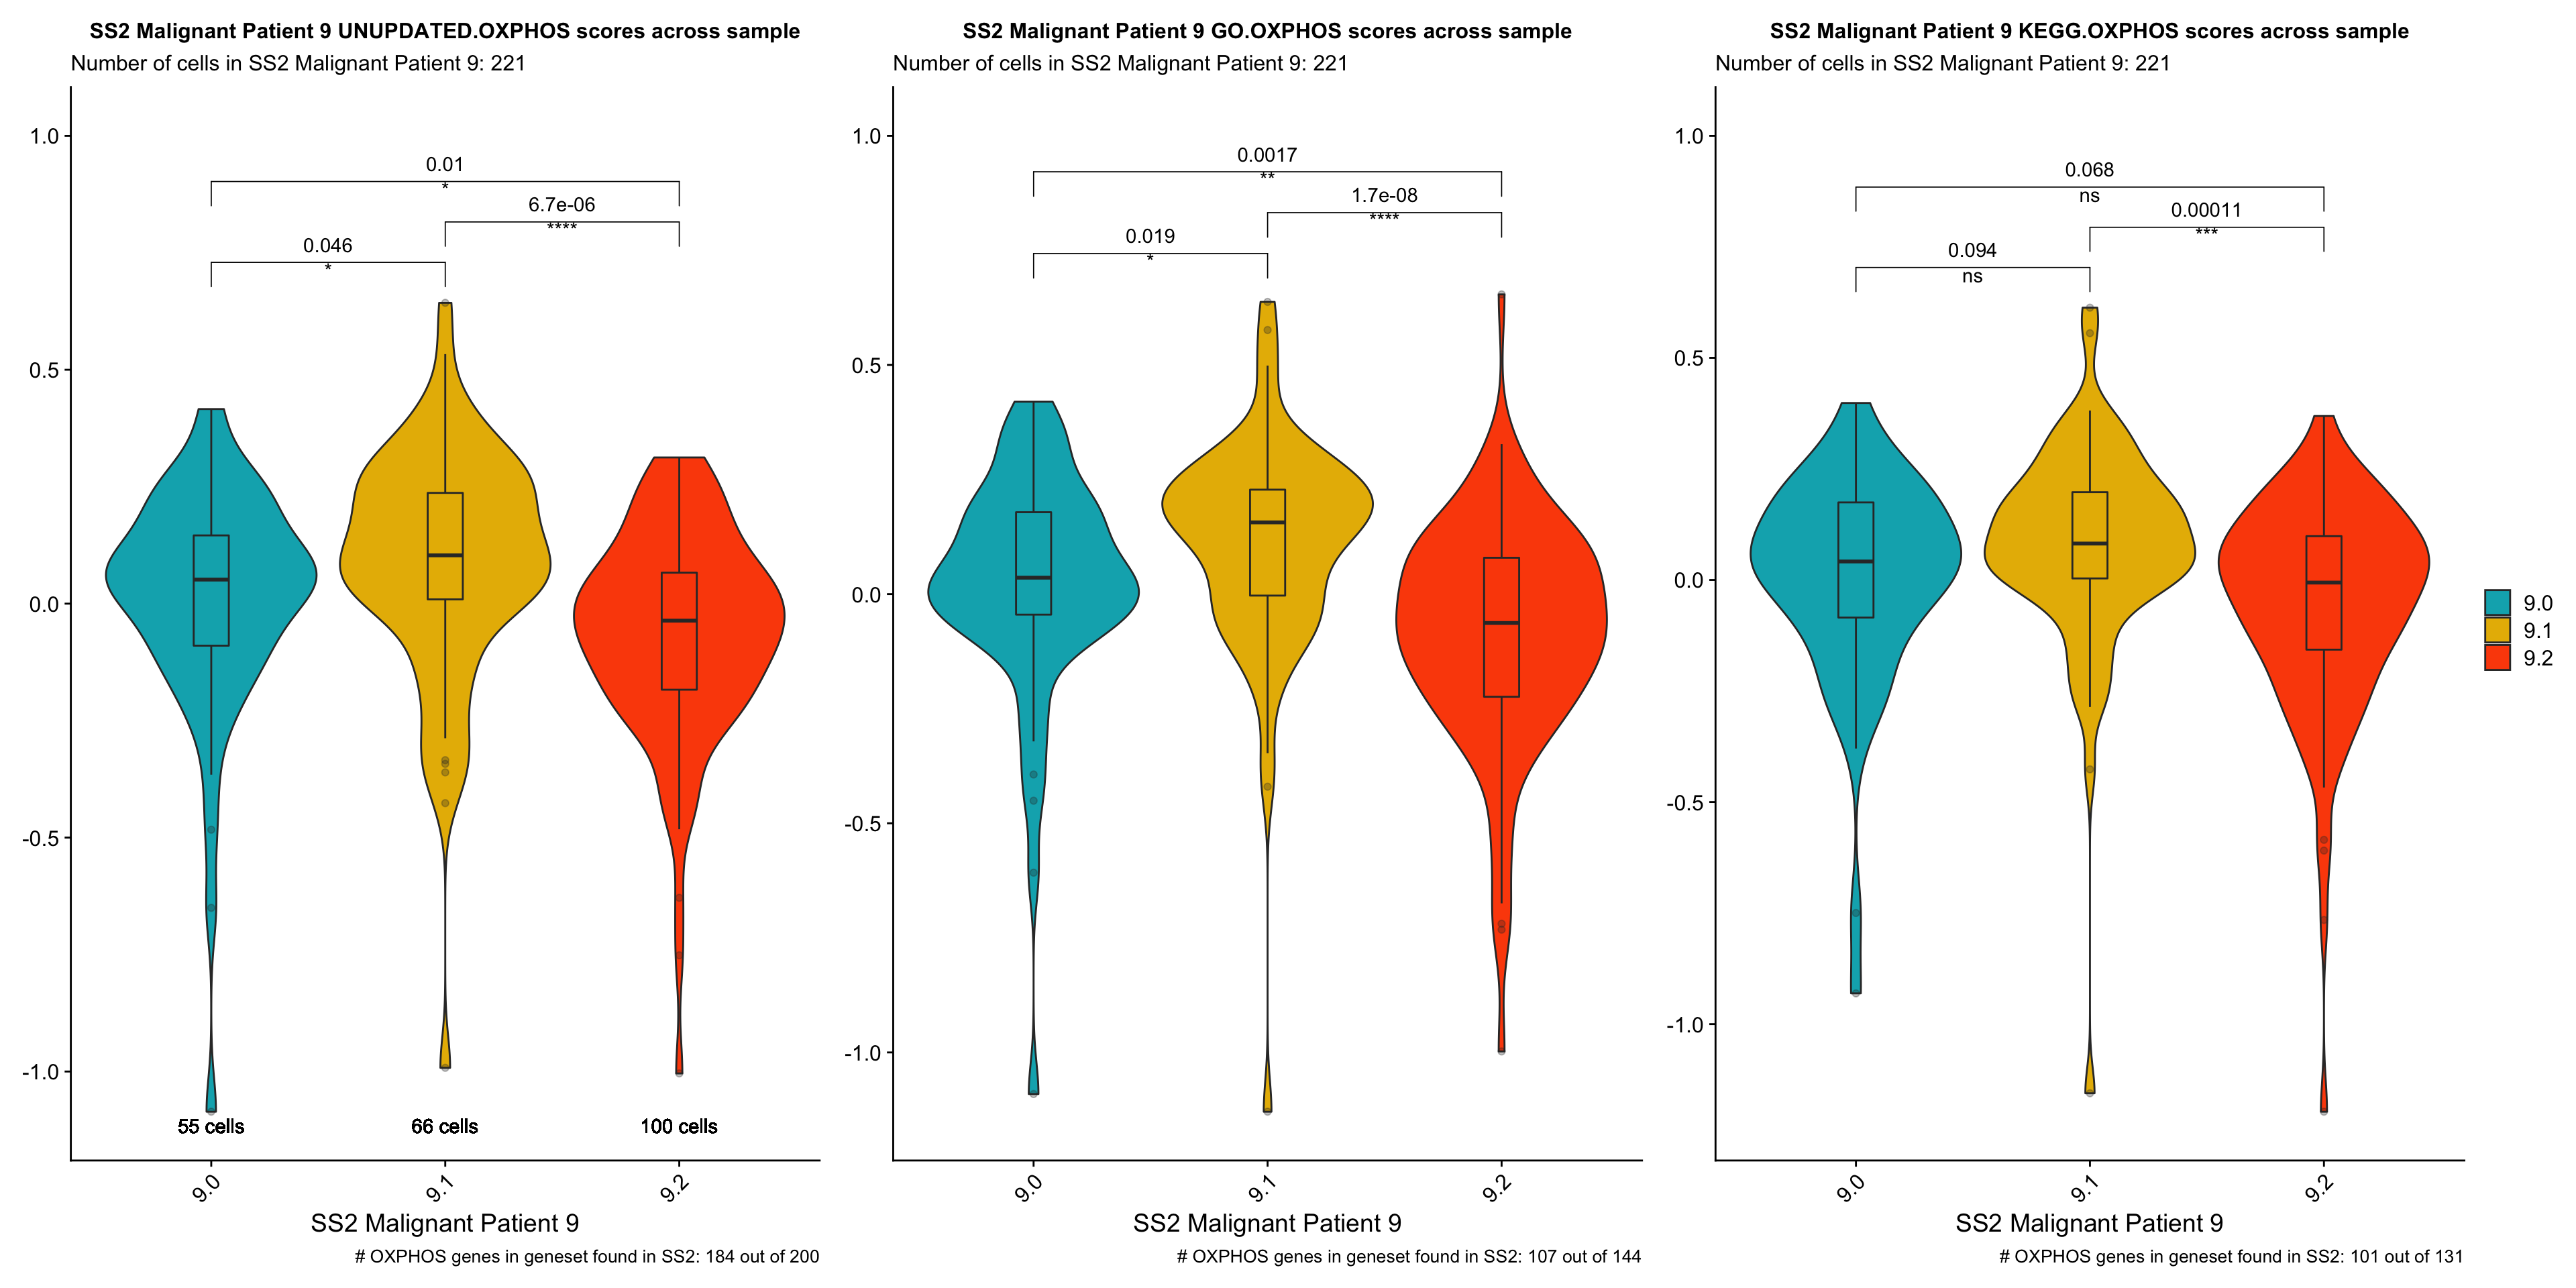 SS2 Malignant Patient 9 UNUPDATED.OXPHOS scores across sample
Number of cells in SS2 Malignant Patient 9: 221
1.0
0.5
0.0
-0.5
-1.0
0.01
*
6.7e-06
****
0.046
*
55 cells
66 cells
100 cells
9.0
9.1
9.2
SS2 Malignant Patient 9
# OXPHOS genes in geneset found in SS2: 184 out of 200
SS2 Malignant Patient 9 GO.OXPHOS scores across sample
Number of cells in SS2 Malignant Patient 9: 221
1.0
0.5
0.0
-0.5
-1.0
0.0017
**
1.7e-08
****
0.019
*
9.0
9.1
9.2
SS2 Malignant Patient 9
# OXPHOS genes in geneset found in SS2: 107 out of 144
SS2 Malignant Patient 9 KEGG.OXPHOS scores across sample
Number of cells in SS2 Malignant Patient 9: 221
1.0
0.5
0.0
-0.5
-1.0
0.068
ns
0.00011
***
0.094
ns
9.0
9.1
9.2
SS2 Malignant Patient 9
# OXPHOS genes in geneset found in SS2: 101 out of 131
9.0
9.1
9.2